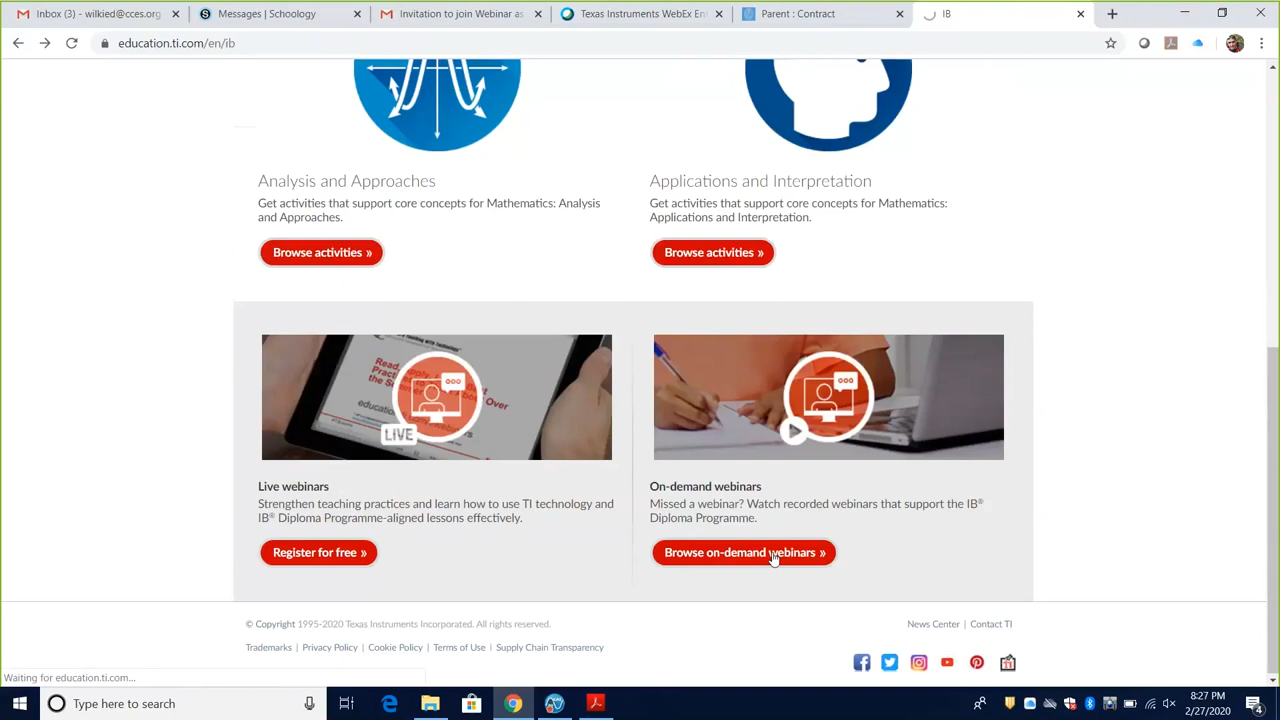 Inbox (3) - wilkied@cces.org
Messages | Schoology
Invitation to join Webinar as
Texas Instruments WebEx Ent
Parent : Contract
IB
education.ti.com/en/ib
Analysis and Approaches
Get activities that support core concepts for Mathematics: Analysis
and Approaches.
Browse activities »
Applications and Interpretation
Get activities that support core concepts for Mathematics:
Applications and Interpretation.
Browse activities »
LIVE
Live webinars
Strengthen teaching practices and learn how to use TI technology and
IB® Diploma Programme-aligned lessons effectively.
Register for free »
On-demand webinars
Missed a webinar? Watch recorded webinars that support the IB®
Diploma Programme.
Browse on-demand webinars »
© Copyright 1995-2020 Texas Instruments Incorporated. All rights reserved.
News Center | Contact TI
Trademarks | Privacy Policy | Cookie Policy | Terms of Use | Supply Chain Transparency
Waiting for education.ti.com...
Type here to search
8:27 PM
2/27/2020
4